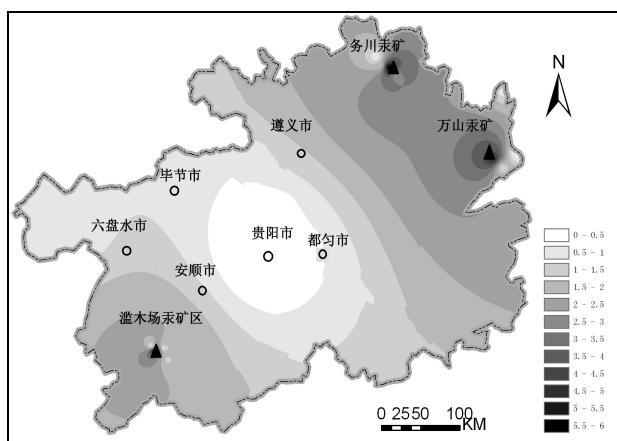 务川汞矿
N
遵义市
万山汞矿
毕节市
六盘水市
贵阳市
都匀市
安顺市
滥木场汞矿区
0 - 0.5
0.5 - 1
1 - 1.5
1.5 - 2
2 - 2.5
2.5 - 3
3 - 3.5
3.5 - 4
4 - 4.5
4.5 - 5
5 - 5.5
5.5 - 6
0 2550 100
KM